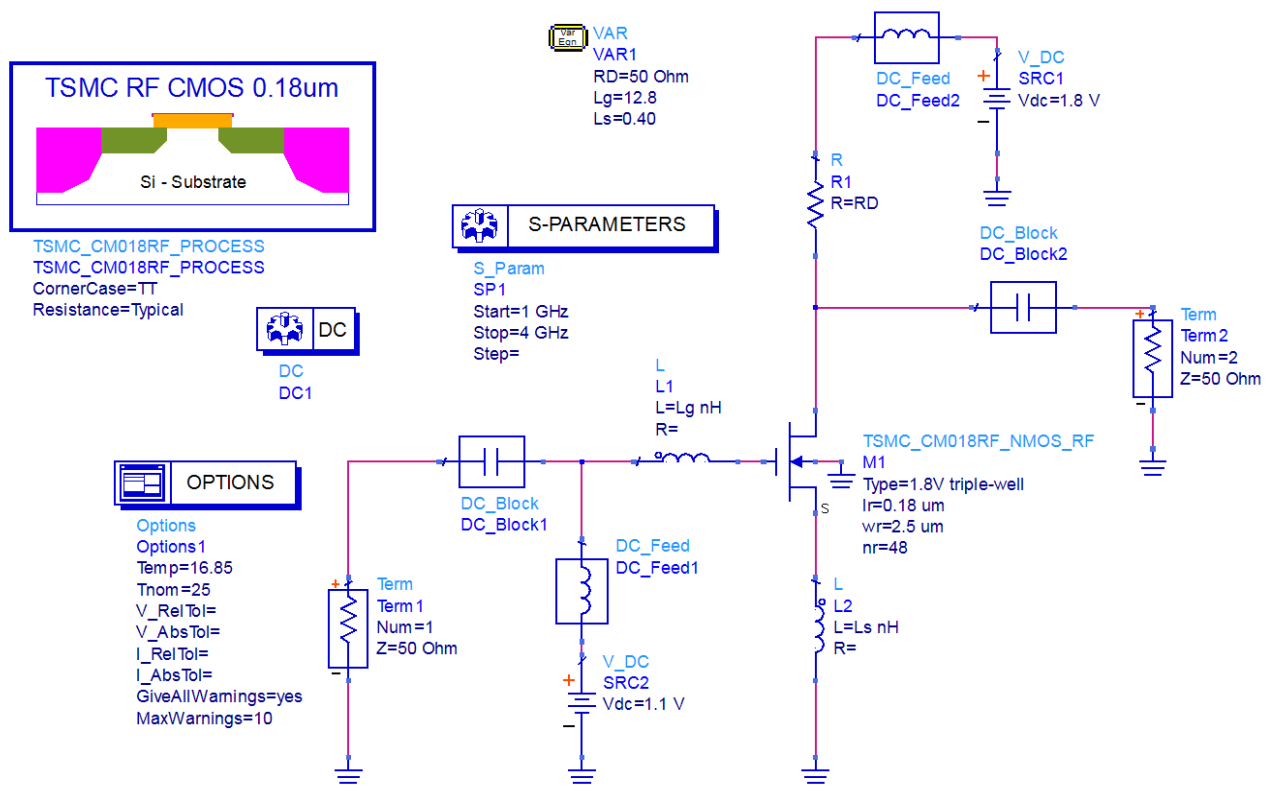 TSMC RF CMOS 0.18um
Si - Substrate
TSMC_CM018RF_PROCESS
TSMC_CM018RF_PROCESS
CornerCase=TT
Resistance=Typical
Var
Eqn
VAR
VAR1
RD=50 Ohm
Lg=12.8
Ls=0.40
DC_Feed
DC_Feed2
+
V_DC
SRC1
Vdc=1.8 V
R
R1
R=RD
S-PARAMETERS
S_Param
SP1
Start=1 GHz
Stop=4 GHz
Step=
DC
DC
DC1
DC_Block
DC_Block2
+
Term
Term2
Num=2
Z=50 Ohm
L
L1
L=Lg nH
R=
TSMC_CM018RF_NMOS_RF
M1
Type=1.8V triple-well
lr=0.18 um
wr=2.5 um
nr=48
S
OPTIONS
Options
Options1
Temp=16.85
Tnom=25
V_RelTol=
V_AbsTol=
I_RelTol=
I_AbsTol=
GiveAllWarnings=yes
MaxWarnings=10
DC_Block
DC_Block1
+
Term
Term1
Num=1
Z=50 Ohm
DC_Feed
DC_Feed1
+
V_DC
SRC2
Vdc=1.1 V
L
L2
L=Ls nH
R=